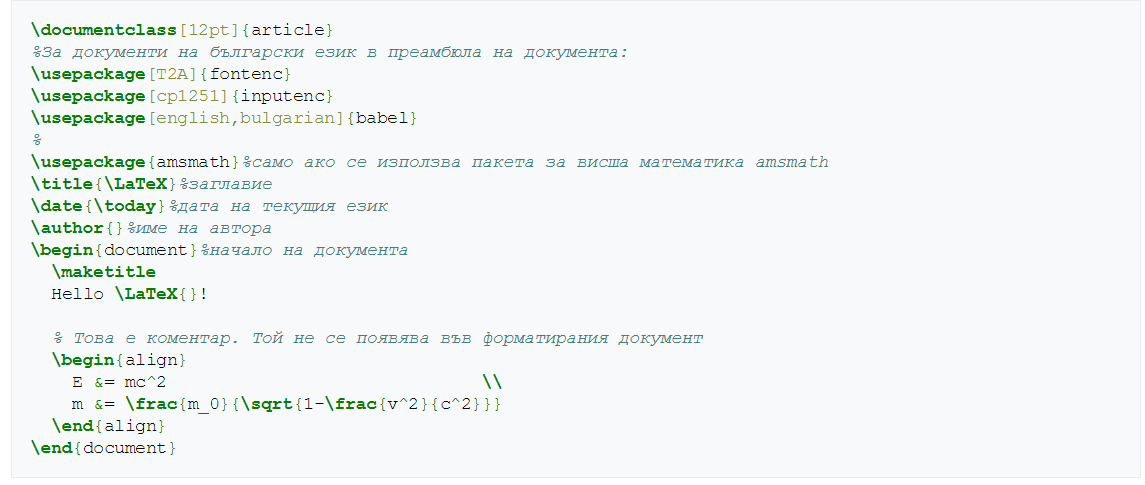 \documentclass[12pt]{article}
%За документи на български език в преамбюла на документа:
\usepackage[T2A]{fontenc}
\usepackage[cp1251]{inputenc}
\usepackage[english,bulgarian]{babel}
%
\usepackage{amsmath}%само ако се използва пакета за висша математика amsmath
\title{\LaTeX}%заглавие
\date{\today}%дата на текущия език
\author{}%име на автора
\begin{document}%начало на документа
  \maketitle
  Hello \LaTeX{}!

  % Това е коментар. Той не се появява във форматирания документ
  \begin{align}
    E &= mc^2                              \\
    m &= \frac{m_0}{\sqrt{1-\frac{v^2}{c^2}}}
  \end{align}
\end{document}